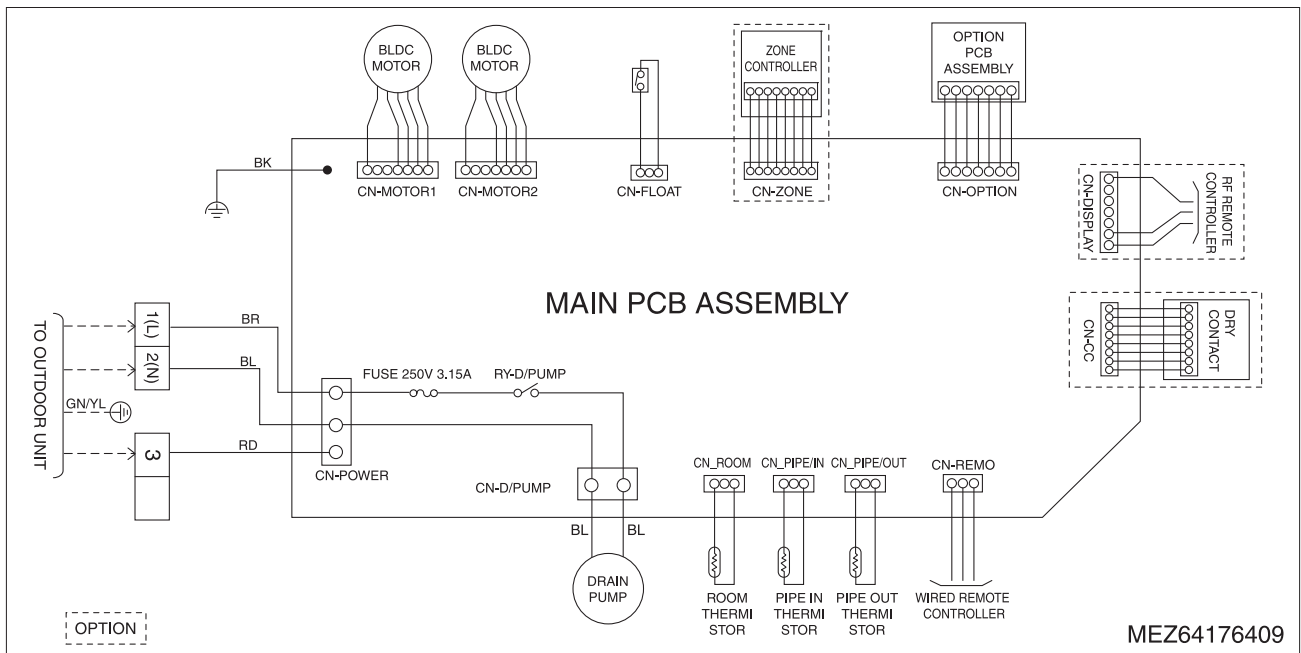 BLDC
MOTOR
BLDC
MOTOR
ZONE
CONTROLLER
OPTION
PCB
ASSEMBLY
BK
CN-MOTOR1
CN-MOTOR2
CN-FLOAT
CN-ZONE
CN-OPTION
CN-DISPLAY
RF REMOTE
CONTROLLER
MAIN PCB ASSEMBLY
CN-CC
DRY
CONTACT
TO OUTDOOR UNIT
1(L)
BR
2(N)
BL
GN/YL
3
RD
FUSE 250V 3.15A
RY-D/PUMP
CN-POWER
CN-D/PUMP
BL
BL
DRAIN
PUMP
CN_ROOM
CN_PIPE/IN
CN_PIPE/OUT
CN-REMO
ROOM
THERMI
STOR
PIPE IN
THERMI
STOR
PIPE OUT
THERMI
STOR
WIRED REMOTE
CONTROLLER
OPTION
MEZ64176409